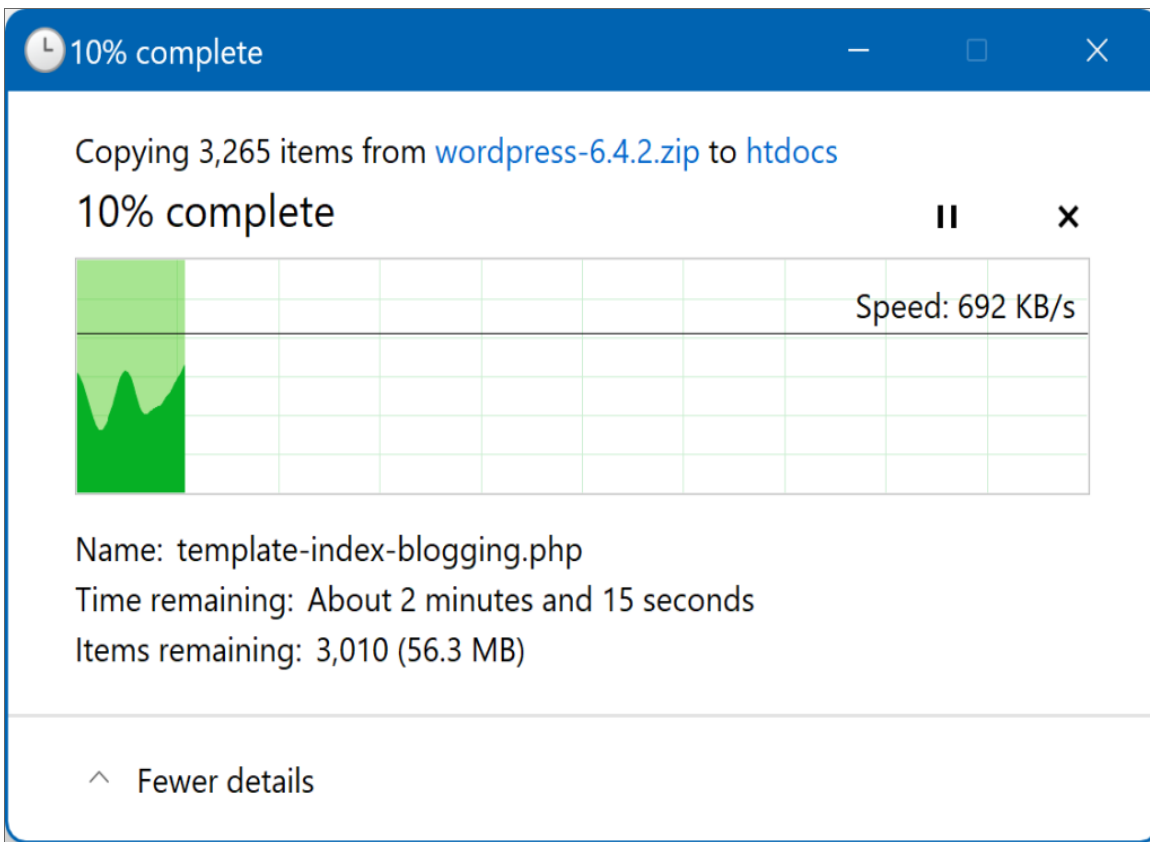 10% complete
Copying 3,265 items from wordpress-6.4.2.zip to htdocs
10% complete
Speed: 692 KB/s
Name: template-index-blogging.php
Time remaining: About 2 minutes and 15 seconds
Items remaining: 3,010 (56.3 MB)
Fewer details